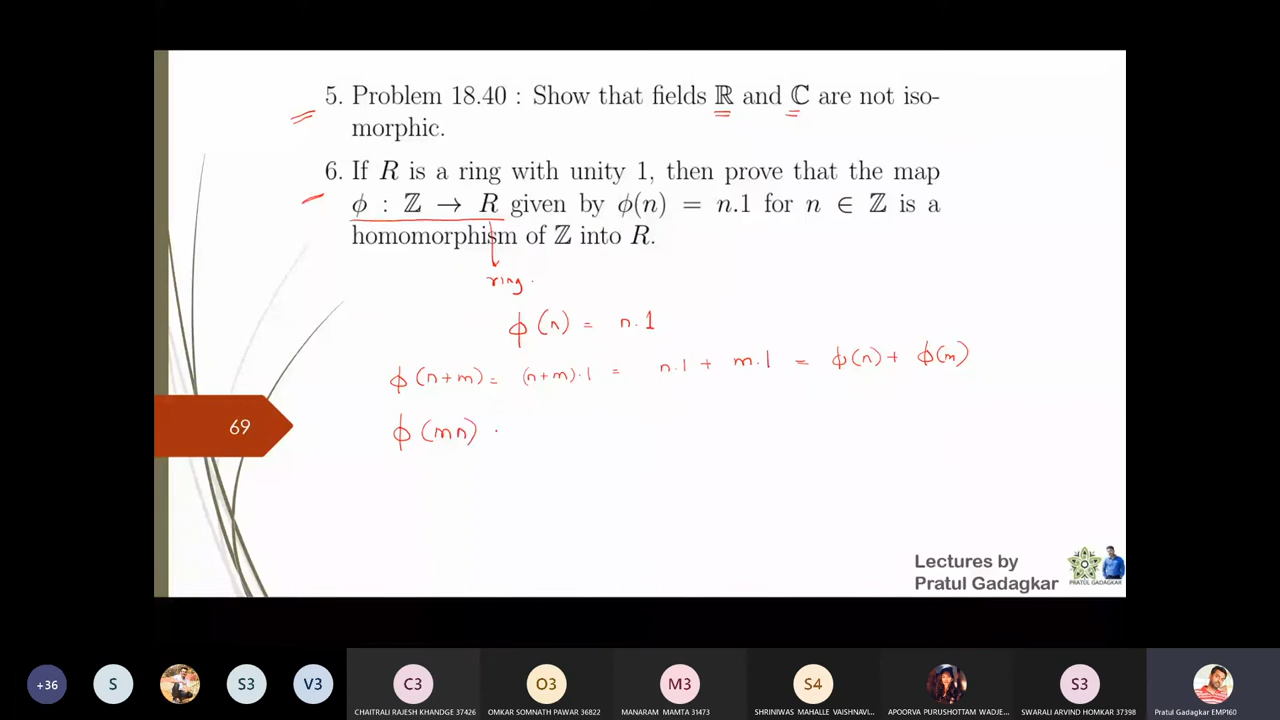 5. Problem 18.40 : Show that fields ℝ and ℂ are not iso-
morphic.
6. If R is a ring with unity 1, then prove that the map
ϕ : ℤ → R given by ϕ(n) = n.1 for n ∈ ℤ is a
homomorphism of ℤ into R.
ring.
ϕ(n) = n.1
ϕ(n+m) = (n+m).1 = n.1 + m.1 = ϕ(n) + ϕ(m)
69
ϕ(mn)
Lectures by
Pratul Gadagkar
PRATUL GADAGKAR
+36 S S3 V3 C3 O3 M3 S4 S3
CHAITRALI RAJESH KHANDGE 37426 OMKAR SOMNATH PAWAR 36822 MANARAM MAMTA 31473 SHRINIWAS MAHALLE VAISHNAVI... APOORVA PURUSHOTTAM WADJE... SWARALI ARVIND HOMKAR 37398 Pratul Gadagkar EMP160